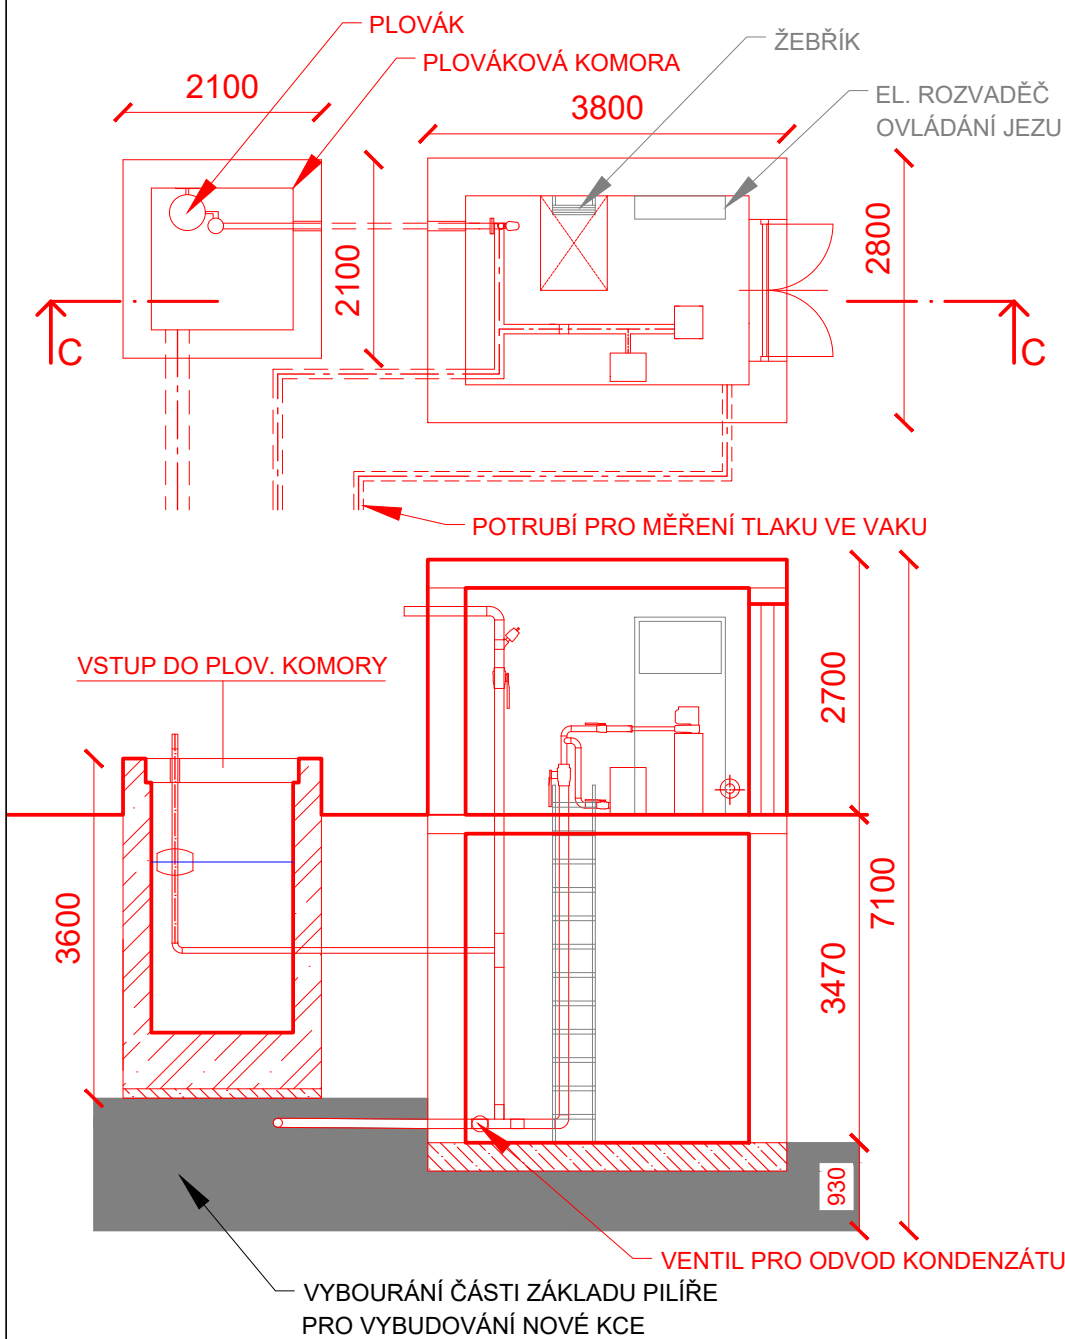 PLOVÁK
PLOVÁKOVÁ KOMORA
ŽEBŘÍK
2100
3800
EL. ROZVADĚČ
OVLÁDÁNÍ JEZU
2100
2800
C
C
POTRUBÍ PRO MĚŘENÍ TLAKU VE VAKU
VSTUP DO PLOV. KOMORY
2700
3600
7100
3470
930
VENTIL PRO ODVOD KONDENZÁTU
VYBOURÁNÍ ČÁSTI ZÁKLADU PILÍŘE
PRO VYBUDOVÁNÍ NOVÉ KCE